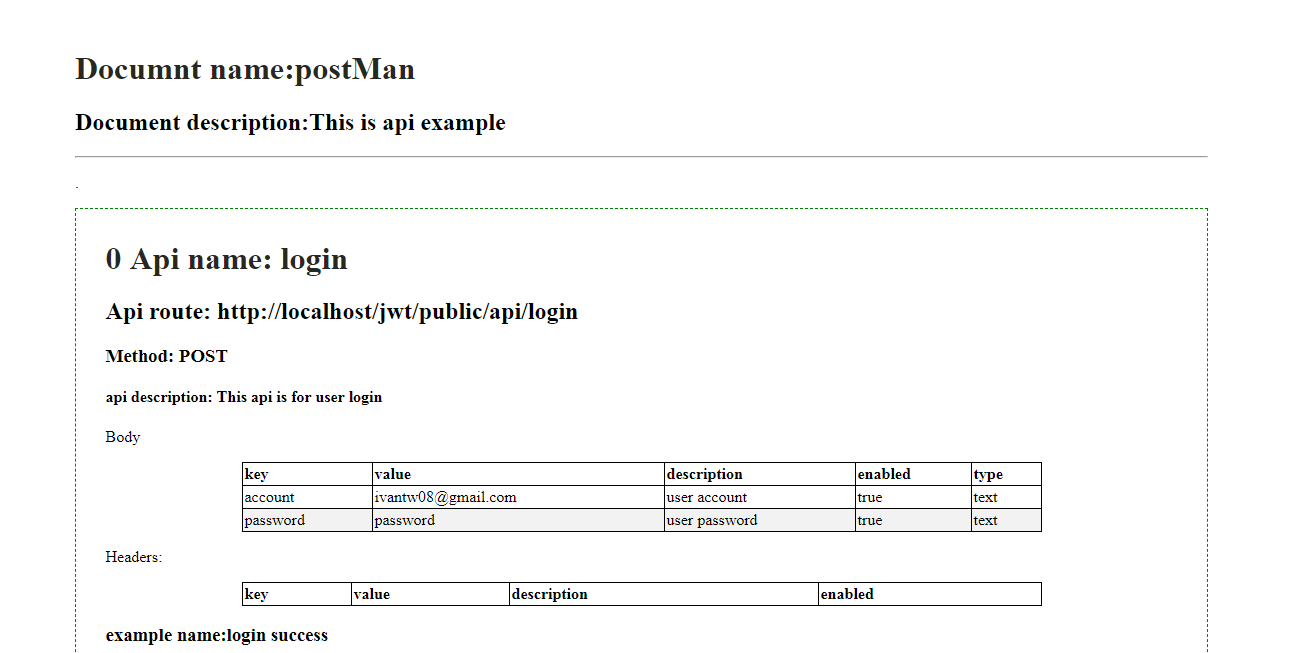 Documnt name:postMan
Document description:This is api example
.
0 Api name: login
Api route: http://localhost/jwt/public/api/login
Method: POST
api description: This api is for user login
Body
key value description enabled type
account ivantw08@gmail.com user account true text
password password user password true text
Headers:
key value description enabled
example name:login success